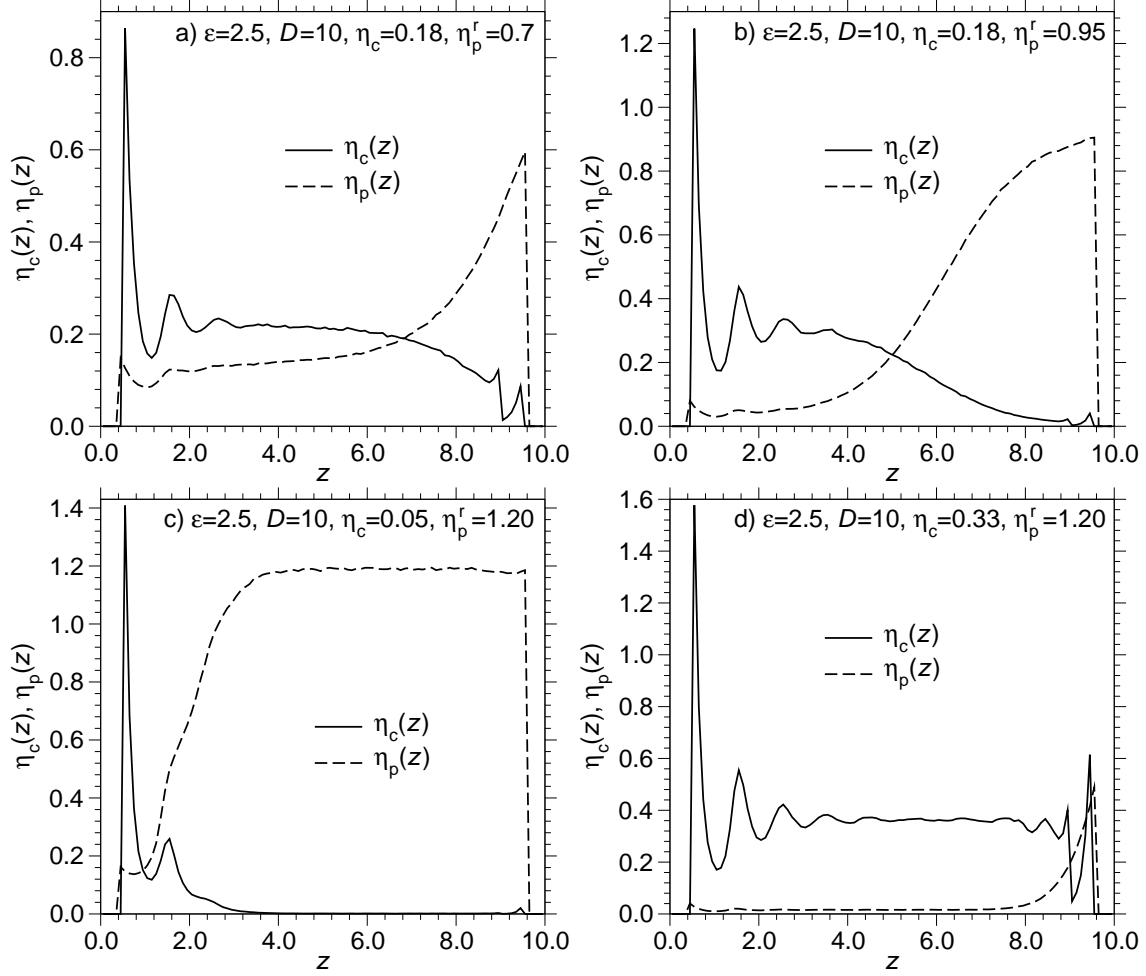 a) ε=2.5, D=10, η_c=0.18, η_p^r=0.7
η_c(z), η_p(z)
0.8
0.6
0.4
0.2
0.0
η_c(z)
η_p(z)
0.0 2.0 4.0 6.0 8.0 10.0
z
b) ε=2.5, D=10, η_c=0.18, η_p^r=0.95
η_c(z), η_p(z)
1.2
1.0
0.8
0.6
0.4
0.2
0.0
η_c(z)
η_p(z)
0.0 2.0 4.0 6.0 8.0 10.0
z
c) ε=2.5, D=10, η_c=0.05, η_p^r=1.20
η_c(z), η_p(z)
1.4
1.2
1.0
0.8
0.6
0.4
0.2
0.0
η_c(z)
η_p(z)
0.0 2.0 4.0 6.0 8.0 10.0
z
d) ε=2.5, D=10, η_c=0.33, η_p^r=1.20
η_c(z), η_p(z)
1.6
1.4
1.2
1.0
0.8
0.6
0.4
0.2
0.0
η_c(z)
η_p(z)
0.0 2.0 4.0 6.0 8.0 10.0
z